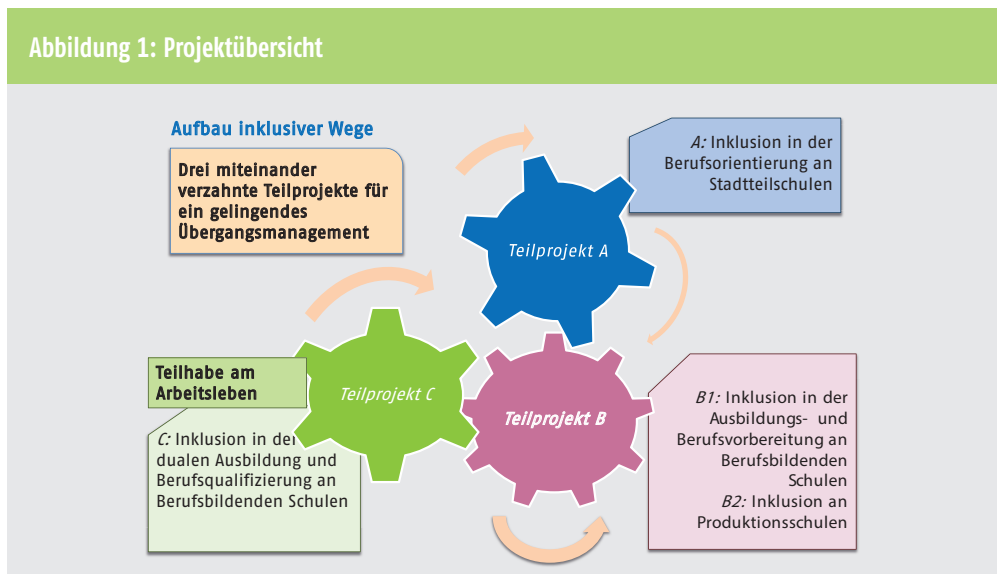 Abbildung 1: Projektübersicht
Aufbau inklusiver Wege
Drei miteinander
verzahnte Teilprojekte für
ein gelingendes
Übergangsmanagement
A: Inklusion in der
Berufsorientierung an
Stadtteilschulen
Teilprojekt A
Teilhabe am
Arbeitsleben
Teilprojekt C
Teilprojekt B
C: Inklusion in der
dualen Ausbildung und
Berufsqualifizierung an
Berufsbildenden Schulen
B1: Inklusion in der
Ausbildungs- und
Berufsvorbereitung an
Berufsbildenden
Schulen
B2: Inklusion an
Produktionsschulen